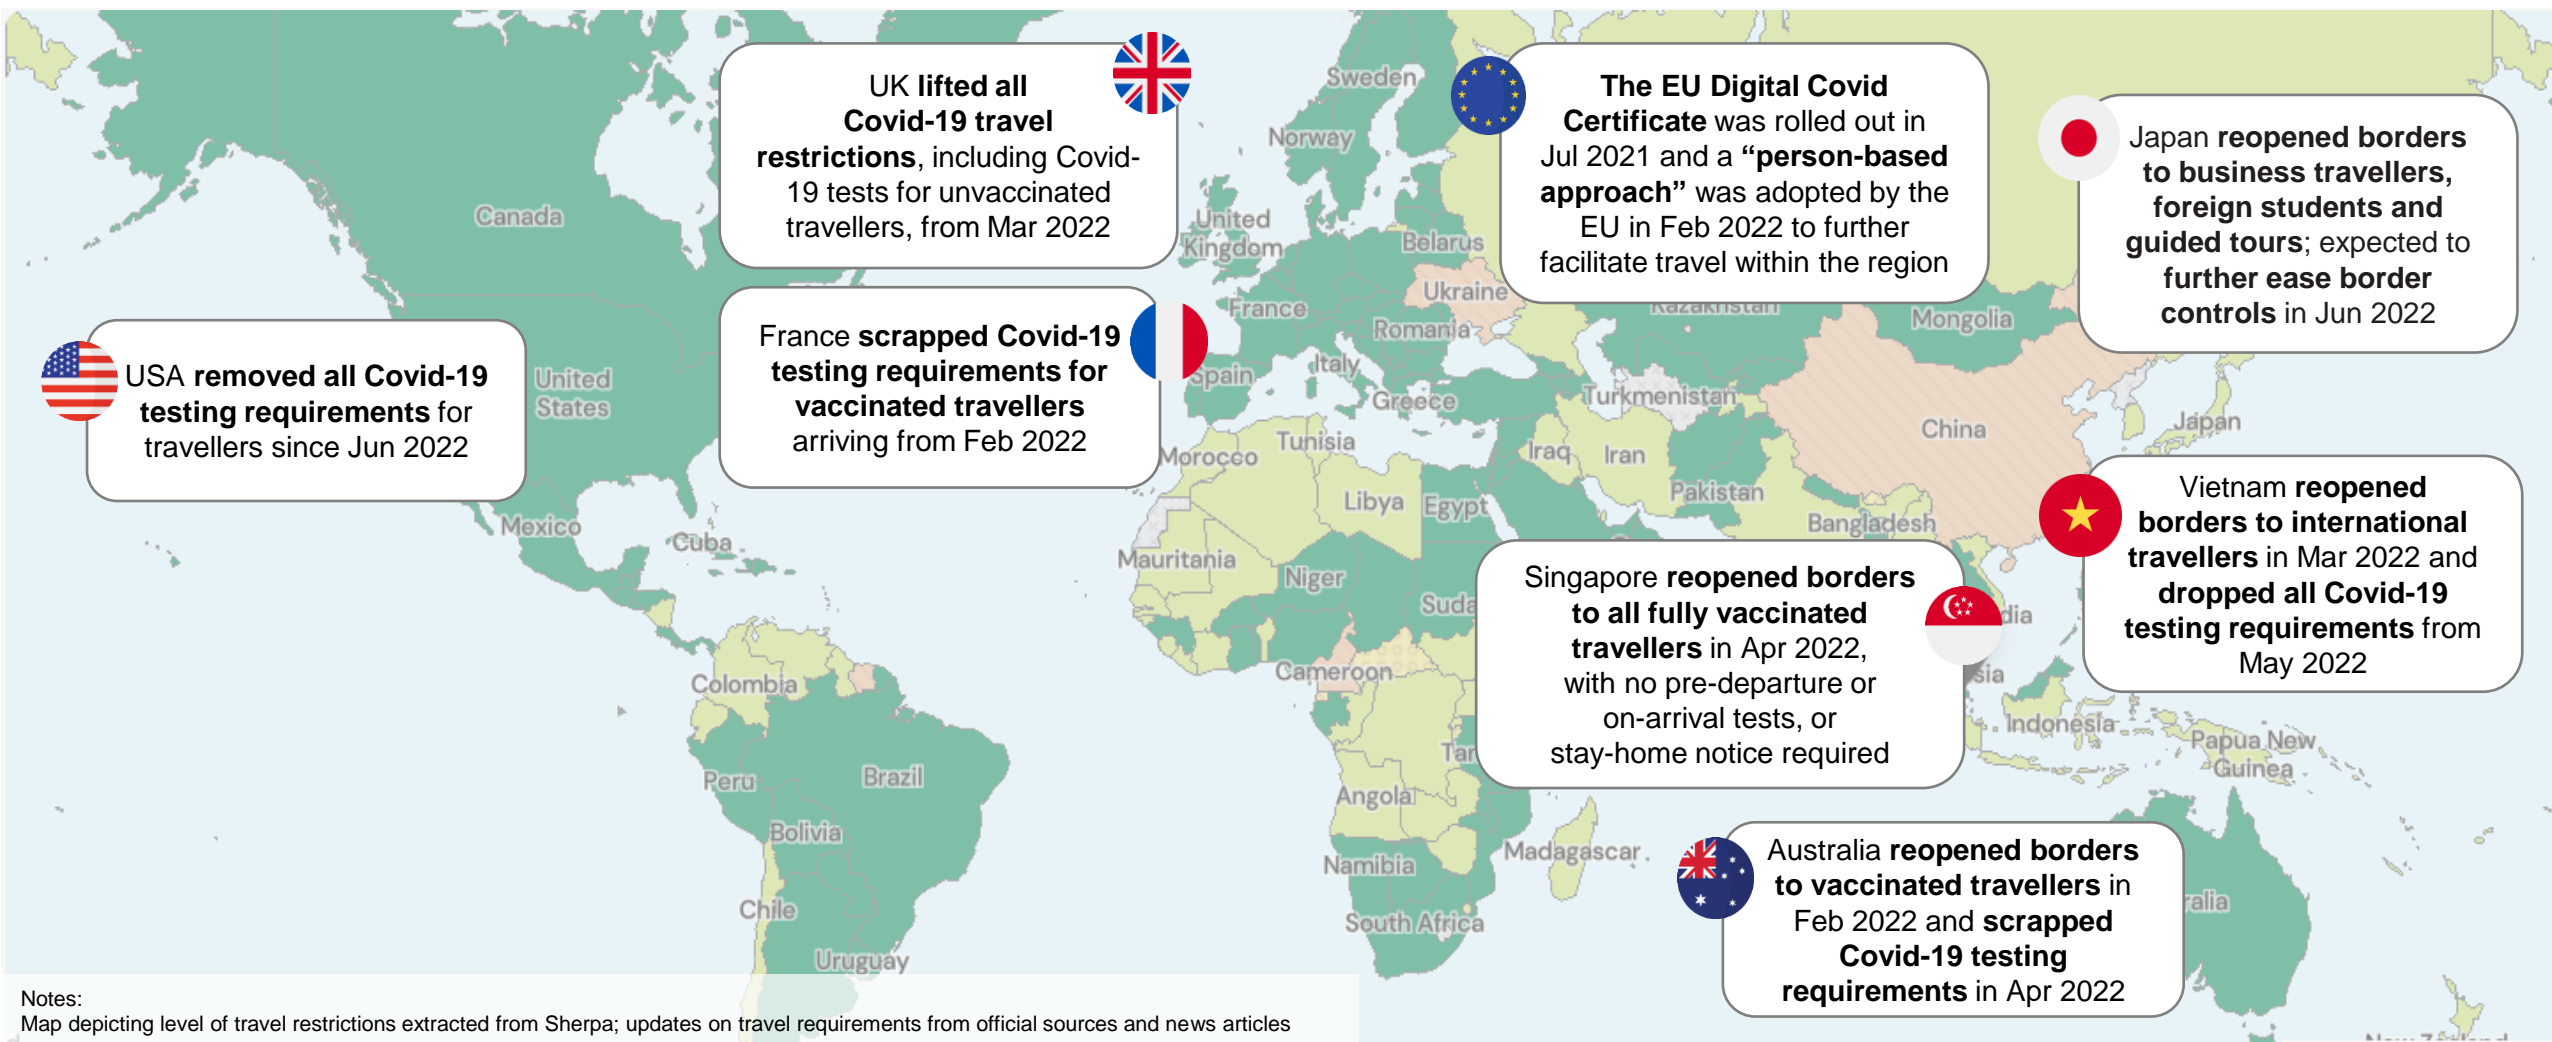 UK lifted all
Covid-19 travel
restrictions, including Covid-
19 tests for unvaccinated
travellers, from Mar 2022
The EU Digital Covid
Certificate was rolled out in
Jul 2021 and a “person-based
approach” was adopted by the
EU in Feb 2022 to further
facilitate travel within the region
Japan reopened borders
to business travellers,
foreign students and
guided tours; expected to
further ease border
controls in Jun 2022
USA removed all Covid-19
testing requirements for
travellers since Jun 2022
France scrapped Covid-19
testing requirements for
vaccinated travellers
arriving from Feb 2022
Vietnam reopened
borders to international
travellers in Mar 2022 and
dropped all Covid-19
testing requirements from
May 2022
Singapore reopened borders
to all fully vaccinated
travellers in Apr 2022,
with no pre-departure or
on-arrival tests, or
stay-home notice required
Australia reopened borders
to vaccinated travellers in
Feb 2022 and scrapped
Covid-19 testing
requirements in Apr 2022
Canada
United
States
Mexico
Cuba
Colombia
Peru
Brazil
Bolivia
Chile
Uruguay
Sweden
Norway
United
Kingdom
Belarus
Ukraine
France
Romania
Italy
Spain
Greece
Kazakhstan
Mongolia
Turkmenistan
China
Japan
Morocco
Tunisia
Iraq
Iran
Pakistan
Libya
Egypt
Bangladesh
Mauritania
Niger
Suda
dia
Cameroon
sia
Indonesia
Papua New
Guinea
Tan
Angola
Namibia
Madagascar
South Africa
ralia
Notes:
Map depicting level of travel restrictions extracted from Sherpa; updates on travel requirements from official sources and news articles